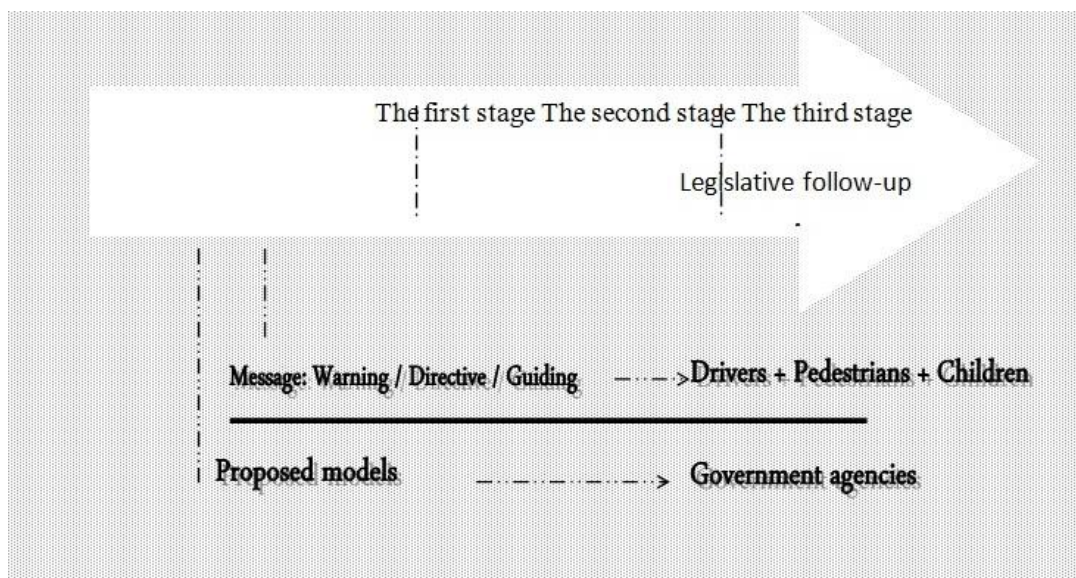 The first stage The second stage The third stage
Legislative follow-up
Message: Warning / Directive / Guiding
Drivers + Pedestrians + Children
Proposed models
Government agencies